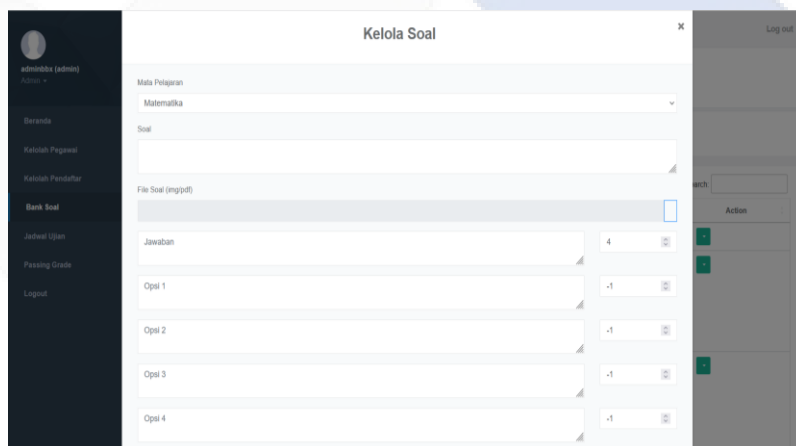 Kelola Soal
×
Log out
adminbbs (admin)
Admin
Mata Pelajaran
Matematika
Beranda
Soal
Kelolah Pegawai
Kelolah Pendaftar
File Soal (img/pdf)
arch
Bank Soal
Action
Jadwal Ujian
Jawaban 4
Passing Grade
Logout
Opsi 1 -1
Opsi 2 -1
Opsi 3 -1
Opsi 4 -1